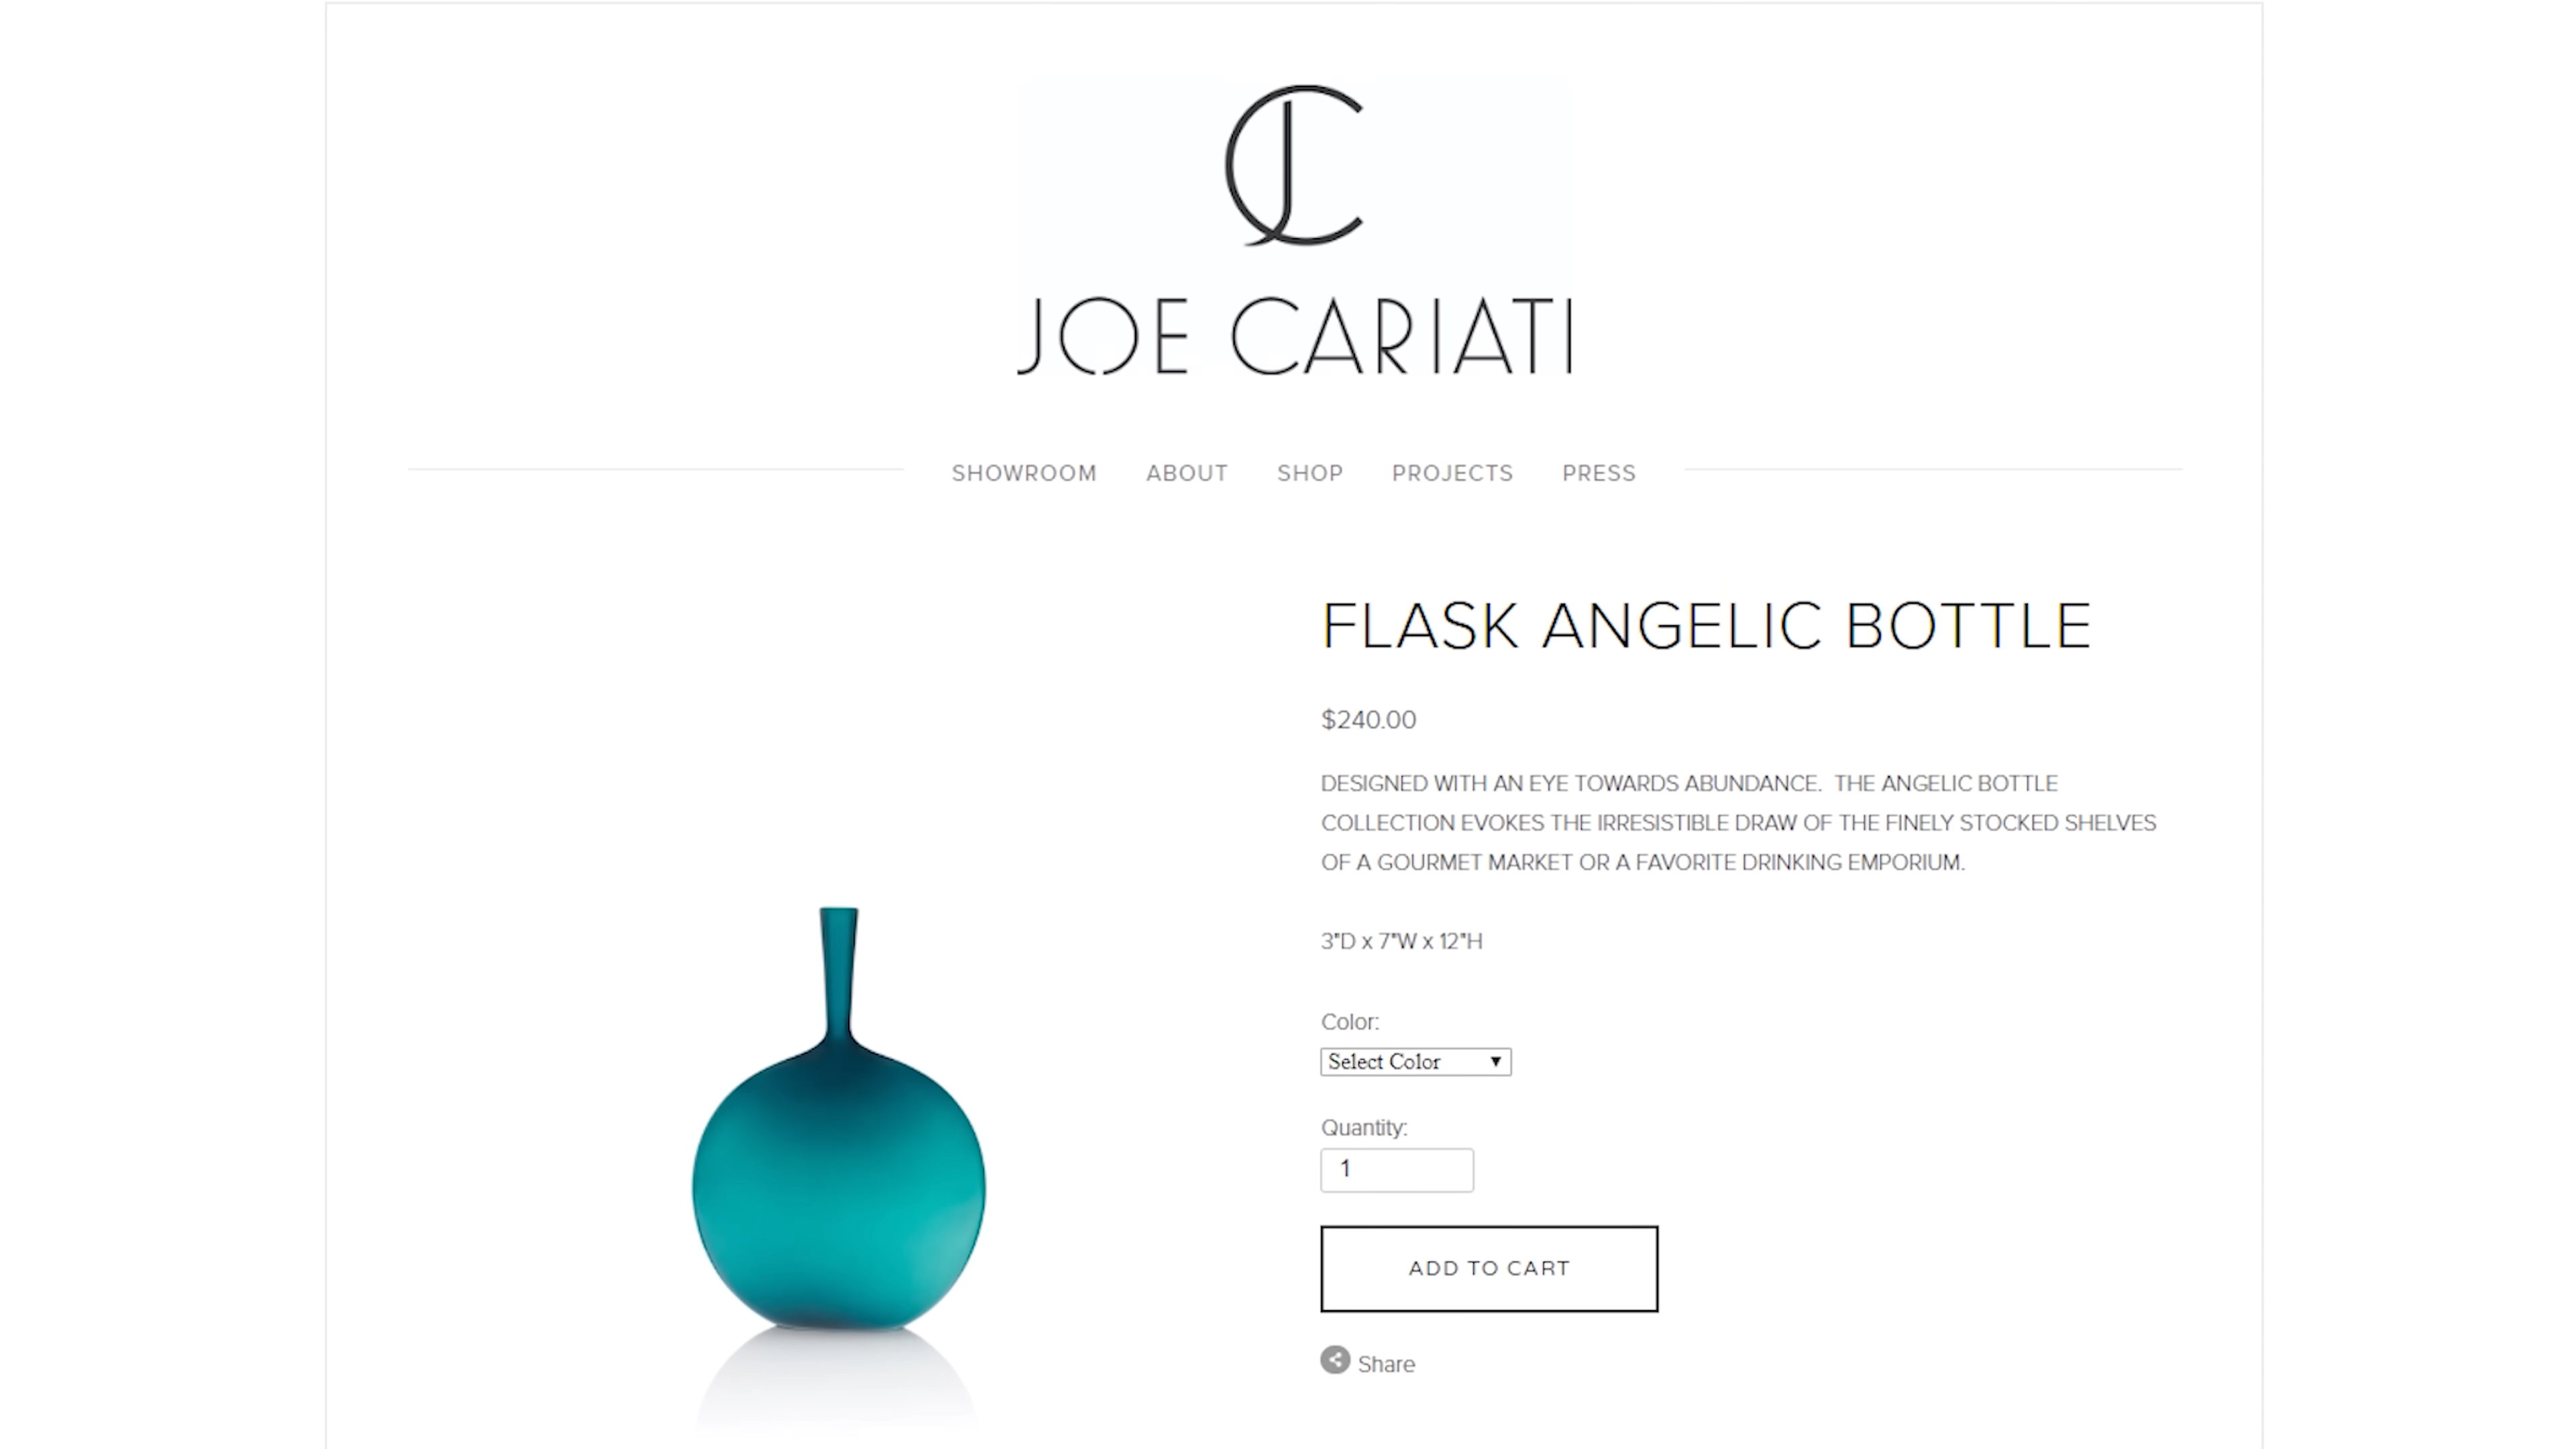 JC
JOE CARIATI
SHOWROOM ABOUT SHOP PROJECTS PRESS
FLASK ANGELIC BOTTLE
$240.00
DESIGNED WITH AN EYE TOWARDS ABUNDANCE. THE ANGELIC BOTTLE
COLLECTION EVOKES THE IRRESISTIBLE DRAW OF THE FINELY STOCKED SHELVES
OF A GOURMET MARKET OR A FAVORITE DRINKING EMPORIUM.
3"D x 7"W x 12"H
Color:
Select Color
Quantity:
1
ADD TO CART
Share